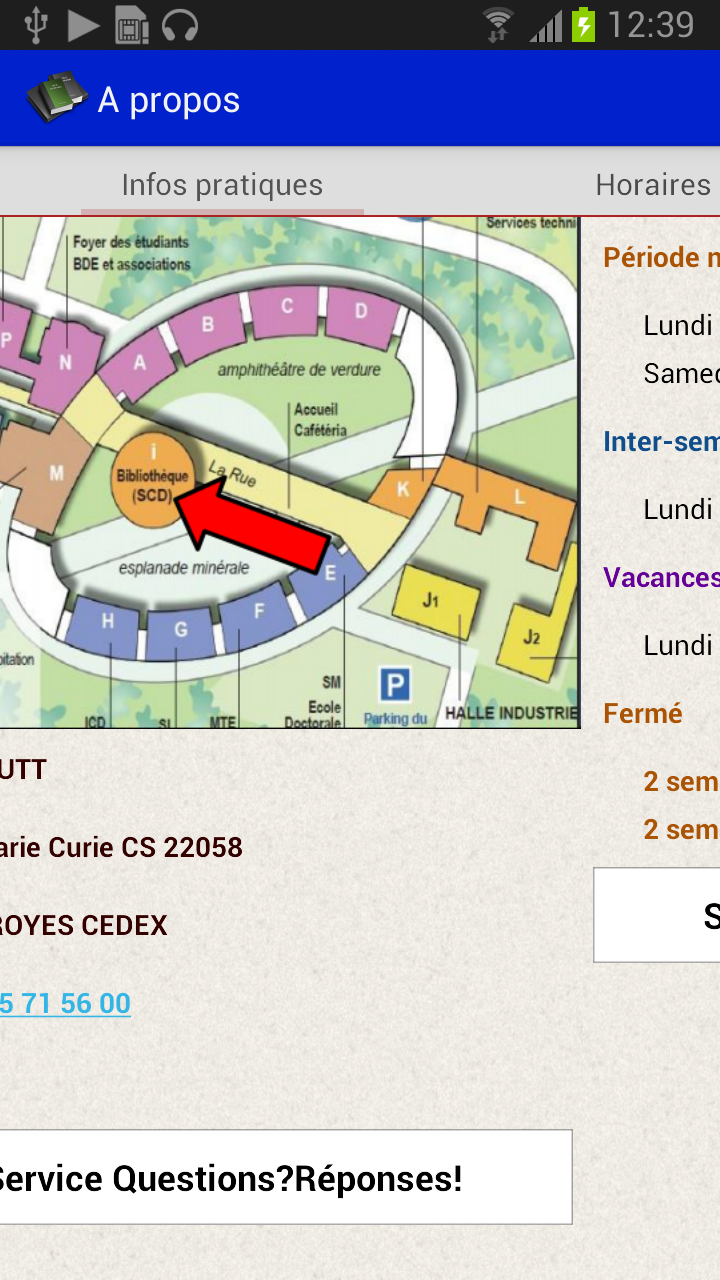 12:39
A propos
Infos pratiques
Horaires
Foyer des étudiants
BDE et associations
Services techni
P
N
A
B
C
D
amphithéâtre de verdure
Accueil
Cafétéria
M
i
Bibliothèque
(SCD)
La Rue
K
L
esplanade minérale
E
H
G
F
J1
J2
SM
Ecole
Doctorale
ICD
MTE
P
Parking du
HALLE INDUSTRIE
UTT
arie Curie CS 22058
ROYES CEDEX
5 71 56 00
Service Questions?Réponses!
Période
Lundi
Samed
Inter-sem
Lundi
Vacances
Lundi
Fermé
2 sem
2 sem
S